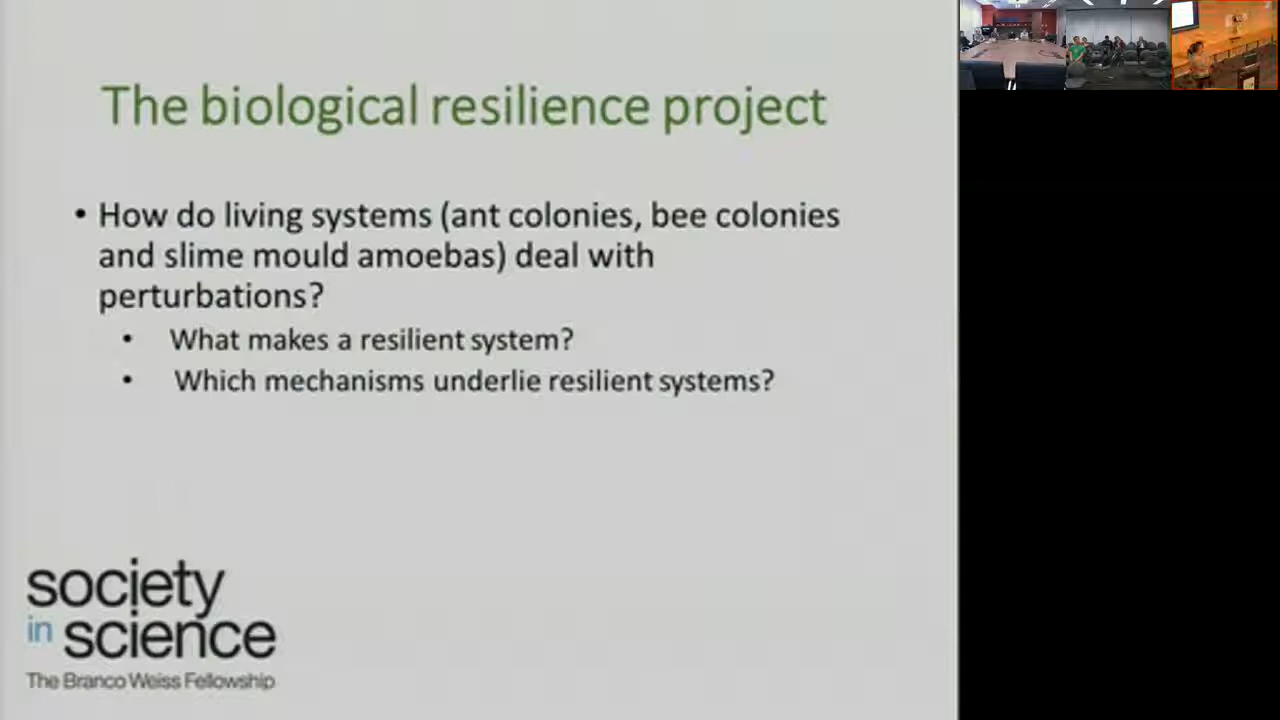 The biological resilience project
• How do living systems (ant colonies, bee colonies
and slime mould amoebas) deal with
perturbations?
• What makes a resilient system?
• Which mechanisms underlie resilient systems?
society
in science
The Branco Weiss Fellowship